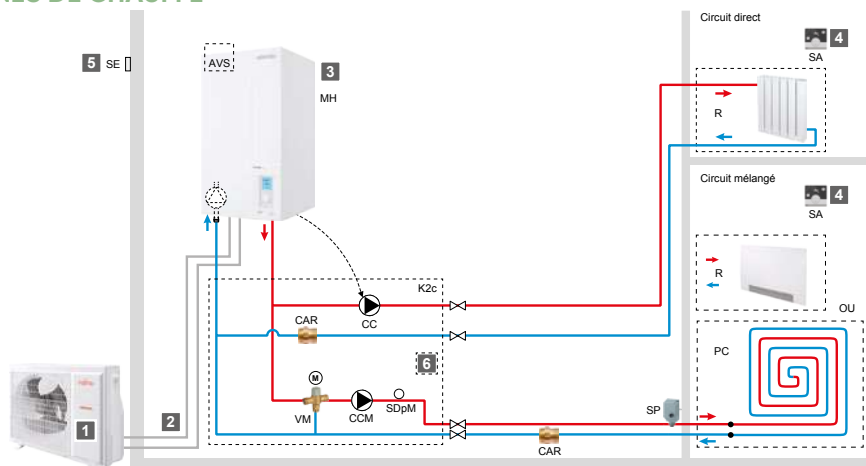 Circuit direct
4
SA
5 SE
AVS
3
MH
R
Circuit mélangé
4
SA
R
K2c
OU
CC
CAR
PC
6
M
SP
2
VM
CCM
SDpM
1
CAR